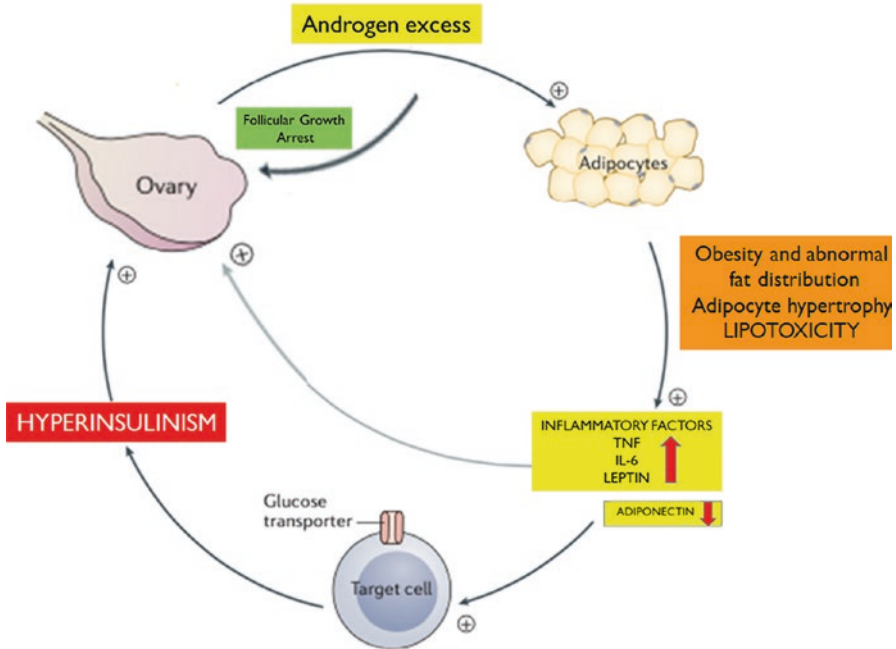 Androgen excess
Follicular Growth
Arrest
Ovary
Adipocytes
Obesity and abnormal
fat distribution
Adipocyte hypertrophy
LIPOTOXICITY
HYPERINSULINISM
INFLAMMATORY FACTORS
TNF
IL-6
LEPTIN
ADIPONECTIN
Glucose
transporter
Target cell